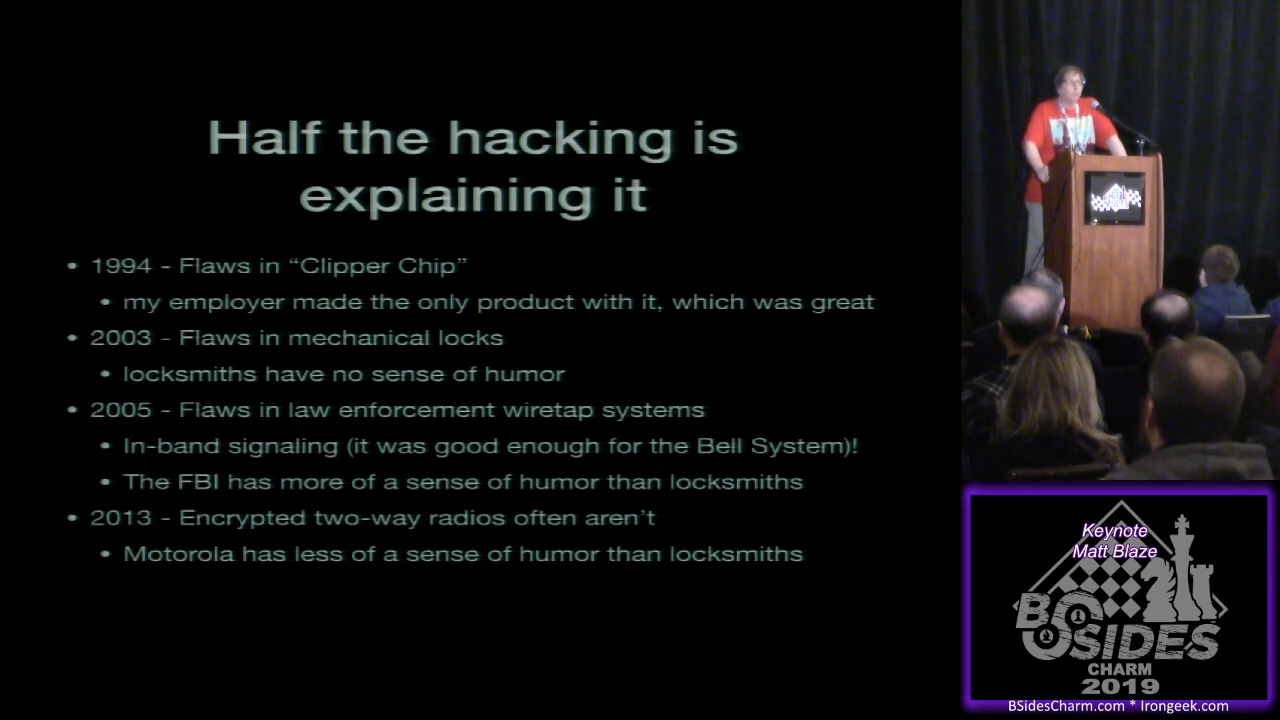 Half the hacking is
explaining it
• 1994 - Flaws in “Clipper Chip”
• my employer made the only product with it, which was great
• 2003 - Flaws in mechanical locks
• locksmiths have no sense of humor
• 2005 - Flaws in law enforcement wiretap systems
• In-band signaling (it was good enough for the Bell System)!
• The FBI has more of a sense of humor than locksmiths
• 2013 - Encrypted two-way radios often aren’t
• Motorola has less of a sense of humor than locksmiths
Keynote
Matt Blaze
BSIDES
CHARM
2019
BSidesCharm.com * Irongeek.com